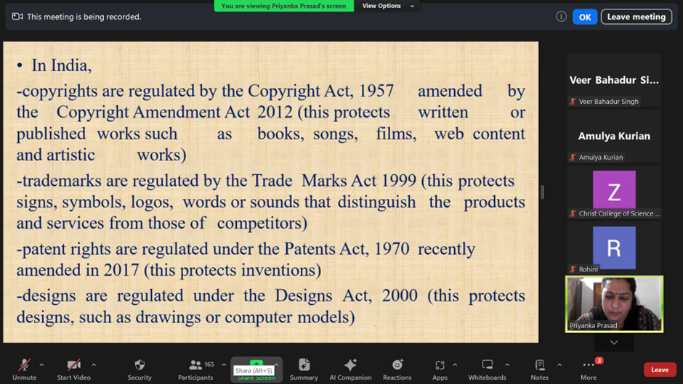 You are viewing Priyanka Prasad's screen
View Options
This meeting is being recorded.
OK
Leave meeting
• In India,
-copyrights are regulated by the Copyright Act, 1957 amended by
the Copyright Amendment Act 2012 (this protects written or
published works such as books, songs, films, web content
and artistic works)
-trademarks are regulated by the Trade Marks Act 1999 (this protects
signs, symbols, logos, words or sounds that distinguish the products
and services from those of competitors)
-patent rights are regulated under the Patents Act, 1970 recently
amended in 2017 (this protects inventions)
-designs are regulated under the Designs Act, 2000 (this protects
designs, such as drawings or computer models)
Veer Bahadur Si...
Veer Bahadur Singh
Amulya Kurian
Amulya Kurian
Z
Christ College of Science ...
R
Rohini
Priyanka Prasad
Unmute
Start Video
Security
Participants
165
Share (Alt+S)
Share Screen
Summary
AI Companion
Reactions
Apps
Whiteboards
Notes
More
Leave